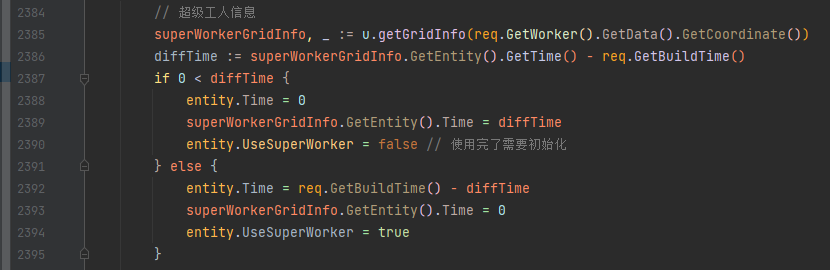 2384 // 超级工人信息
2385 superWorkerGridInfo, _ := u.getGridInfo(req.GetWorker().GetData().GetCoordinate())
2386 diffTime := superWorkerGridInfo.GetEntity().GetTime() - req.GetBuildTime()
2387 if 0 < diffTime {
2388 entity.Time = 0
2389 superWorkerGridInfo.GetEntity().Time = diffTime
2390 entity.UseSuperWorker = false // 使用完了需要初始化
2391 } else {
2392 entity.Time = req.GetBuildTime() - diffTime
2393 superWorkerGridInfo.GetEntity().Time = 0
2394 entity.UseSuperWorker = true
2395 }